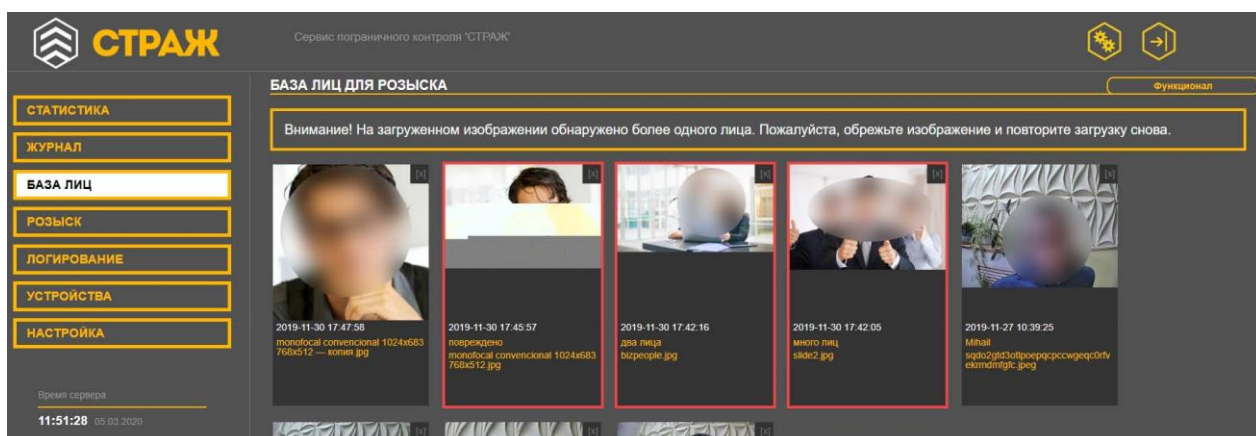 СТРАЖ
Сервис пограничного контроля 'СТРАЖ'
БАЗА ЛИЦ ДЛЯ РОЗЫСКА
Функционал
СТАТИСТИКА
ЖУРНАЛ
БАЗА ЛИЦ
РОЗЫСК
ЛОГИРОВАНИЕ
УСТРОЙСТВА
НАСТРОЙКА
Время сервера
11:51:28 05.03.2020
Внимание! На загруженном изображении обнаружено более одного лица. Пожалуйста, обрежьте изображение и повторите загрузку снова.
[x]
2019-11-30 17:47:58
monofocal convencional 1024x683
768x512 — копия.jpg
[x]
2019-11-30 17:45:57
повреждено
monofocal convencional 1024x683
768x512.jpg
[x]
2019-11-30 17:42:16
два лица
bizpeople.jpg
[x]
2019-11-30 17:42:05
много лиц
slide2.jpg
[x]
2019-11-27 10:39:25
Mihail
[x]
[x]
[x]